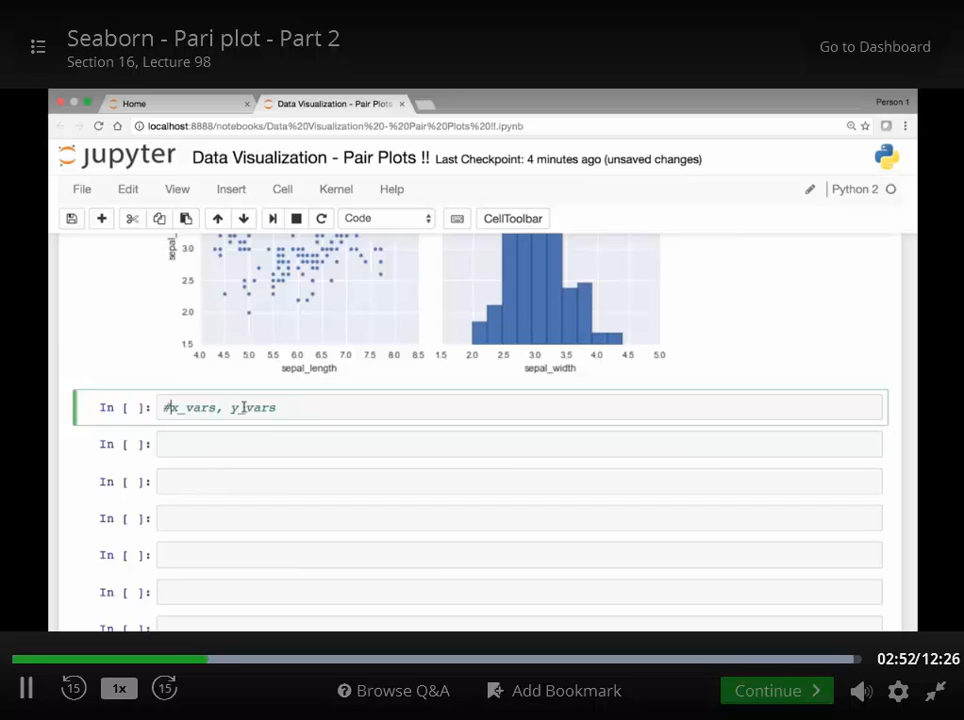 Seaborn - Pari plot - Part 2
Go to Dashboard
Section 16, Lecture 98
Home
Data Visualization - Pair Plots
Person 1
localhost:8888/notebooks/Data%20Visualization%20-%20Pair%20Plots%20!!.ipynb
jupyter Data Visualization - Pair Plots !! Last Checkpoint: 4 minutes ago (unsaved changes)
File Edit View Insert Cell Kernel Help
Python 2
Code
CellToolbar
sepal_
3.0
2.5
2.0
1.5
4.0 4.5 5.0 5.5 6.0 6.5 7.0 7.5 8.0 8.5
1.5 2.0 2.5 3.0 3.5 4.0 4.5 5.0
sepal_length
sepal_width
In [ ]: #x_vars, y_vars
In [ ]:
In [ ]:
In [ ]:
In [ ]:
In [ ]:
In [ ]:
02:52/12:26
15
1x
15
Browse Q&A
Add Bookmark
Continue